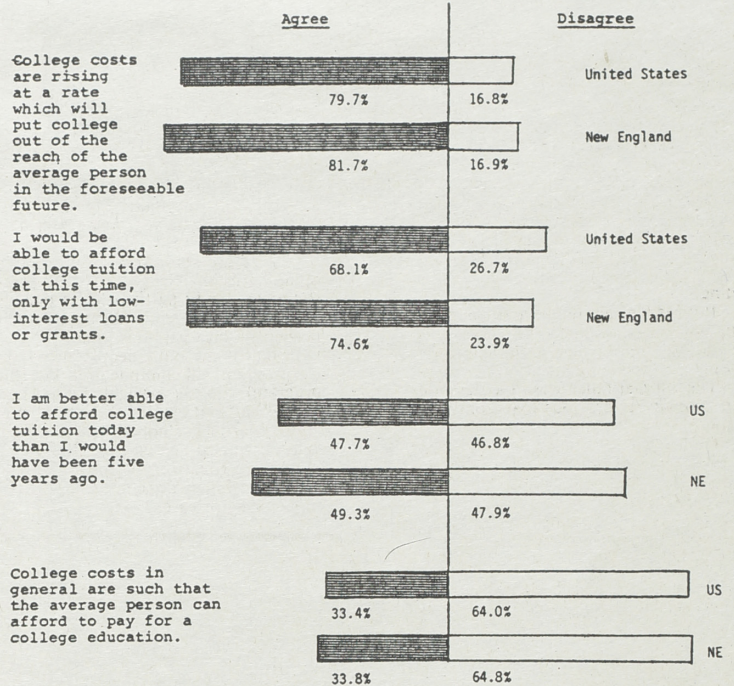 Agree Disagree
College costs
are rising
at a rate
which will
put college
out of the
reach of the
average person
in the foreseeable
future.
United States
79.7% 16.8%
New England
81.7% 16.9%
I would be
able to afford
college tuition
at this time,
only with low-
interest loans
or grants.
United States
68.1% 26.7%
New England
74.6% 23.9%
I am better able
to afford college
tuition today
than I would
have been five
years ago.
US
47.7% 46.8%
NE
49.3% 47.9%
College costs in
general are such that
the average person can
afford to pay for a
college education.
US
33.4% 64.0%
NE
33.8% 64.8%